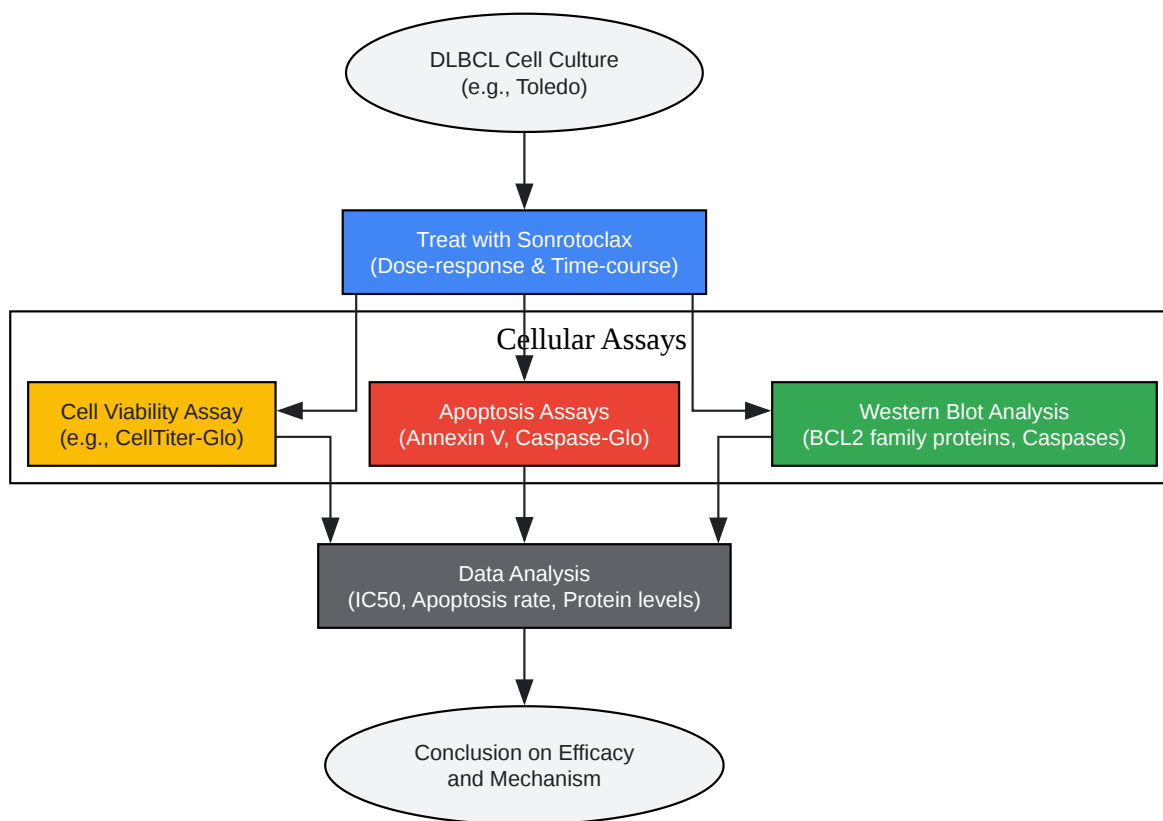 DLBCL Cell Culture
(e.g., Toledo)
Treat with Sonrotoclax
(Dose-response & Time-course)
Cellular Assays
Cell Viability Assay
(e.g., CellTiter-Glo)
Apoptosis Assays
(Annexin V, Caspase-Glo)
Western Blot Analysis
(BCL2 family proteins, Caspases)
Data Analysis
(IC50, Apoptosis rate, Protein levels)
Conclusion on Efficacy
and Mechanism